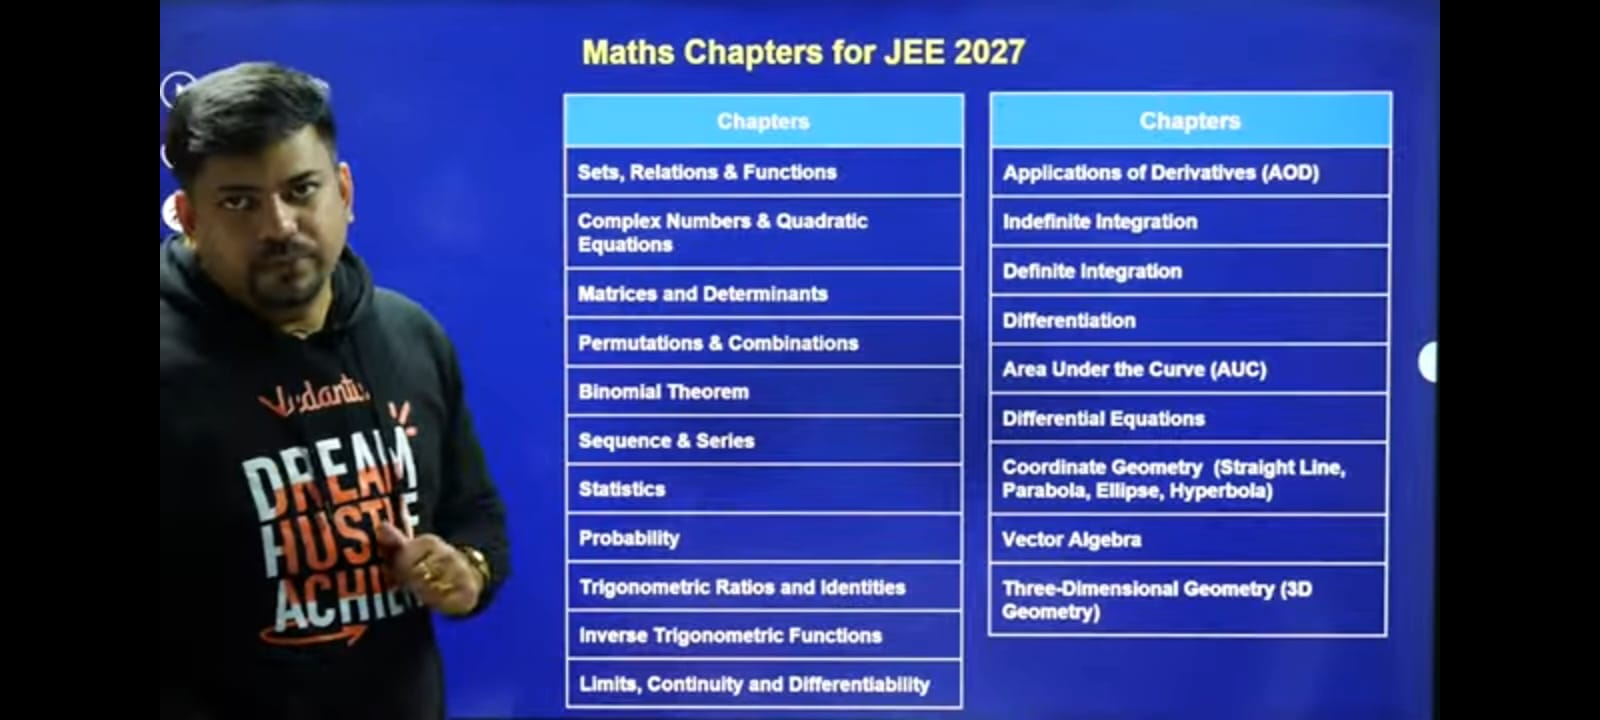 Maths Chapters for JEE 2027
Chapters
Sets, Relations & Functions
Complex Numbers & Quadratic
Equations
Matrices and Determinants
Permutations & Combinations
Binomial Theorem
Sequence & Series
Statistics
Probability
Trigonometric Ratios and Identities
Inverse Trigonometric Functions
Limits, Continuity and Differentiability
Chapters
Applications of Derivatives (AOD)
Indefinite Integration
Definite Integration
Differentiation
Area Under the Curve (AUC)
Differential Equations
Coordinate Geometry (Straight Line,
Parabola, Ellipse, Hyperbola)
Vector Algebra
Three-Dimensional Geometry (3D
Geometry)
DREAM
HUSTLE